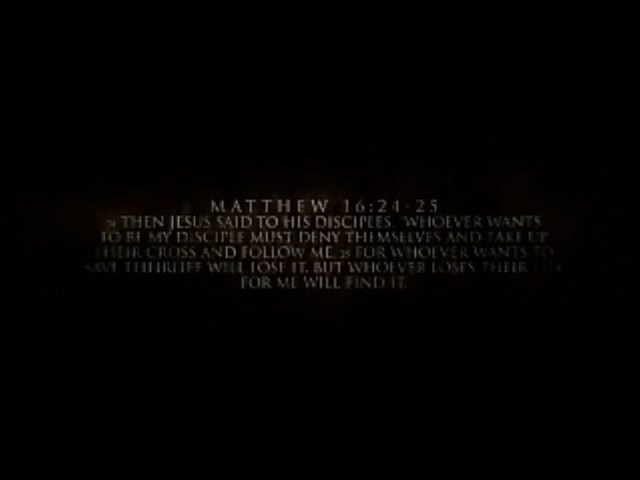 MATTHEW 16:24-25
24 THEN JESUS SAID TO HIS DISCIPLES "WHOEVER WANTS
TO BE MY DISCIPLE MUST DENY THEMSELVES AND TAKE UP
THEIR CROSS AND FOLLOW ME. 25 FOR WHOEVER WANTS TO
SAVE WILL LOSE IT, BUT WHOEVER LOSES THEIR
FOR ME WILL FIND IT.